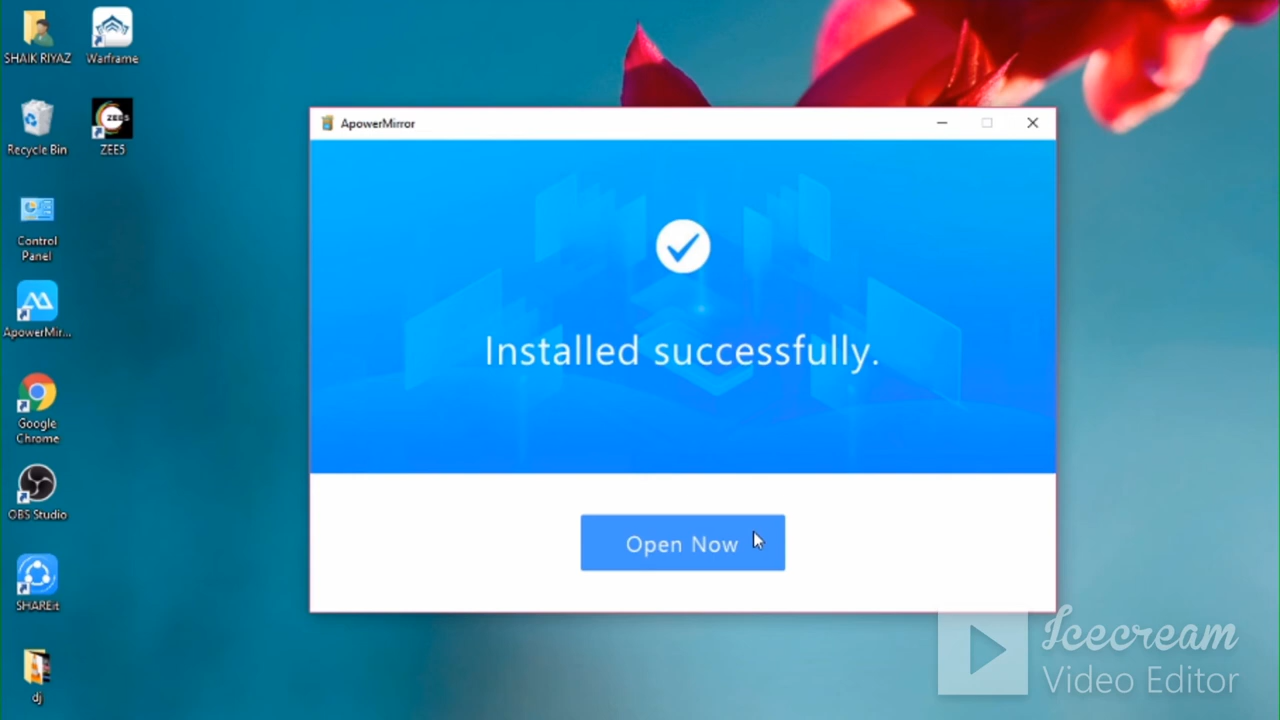 SHAIK RIYAZ
Warframe
Recycle Bin
ZEE5
ZEE5
Control
Panel
ApowerMir...
Google
Chrome
OBS Studio
SHAREit
dj
ApowerMirror
Installed successfully.
Open Now
Icecream
Video Editor